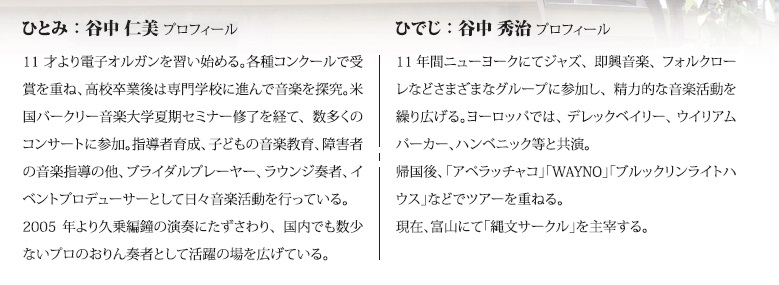 ひとみ：谷中 仁美 プロフィール
11 才より電子オルガンを習い始める。各種コンクールで受
賞を重ね、高校卒業後は専門学校に進んで音楽を探究。米
国バークリー音楽大学夏期セミナー修了を経て、数多くの
コンサートに参加。指導者育成、子どもの音楽教育、障害者
の音楽指導の他、ブライダルプレーヤー、ラウンジ奏者、イ
ベントプロデューサーとして日々音楽活動を行っている。
2005 年より久乗編鐘の演奏にたずさわり、国内でも数少
ないプロのおりん奏者として活躍の場を広げている。
ひでじ：谷中 秀治 プロフィール
11 年間ニューヨークにてジャズ、即興音楽、フォルクロー
レなどさまざまなグループに参加し、精力的な音楽活動を
繰り広げる。ヨーロッパでは、デレックベイリー、ウイリアム
パーカー、ハンベニック等と共演。
帰国後、「アペラッチャコ」「WAYNO」「ブルックリンライトハ
ウス」などでツアーを重ねる。
現在、富山にて「縄文サークル」を主宰する。